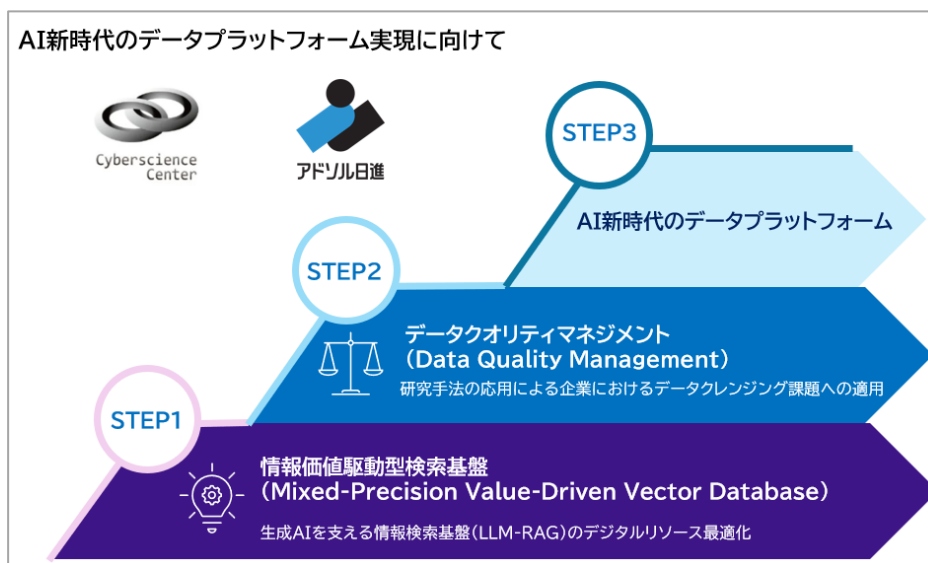 AI新時代のデータプラットフォーム実現に向けて
Cyberscience
Center
アドソル日進
STEP3
AI新時代のデータプラットフォーム
STEP2
データクオリティマネジメント
(Data Quality Management)
研究手法の応用による企業におけるデータクレンジング課題への適用
STEP1
情報価値駆動型検索基盤
(Mixed-Precision Value-Driven Vector Database)
生成AIを支える情報検索基盤(LLM-RAG)のデジタルリソース最適化